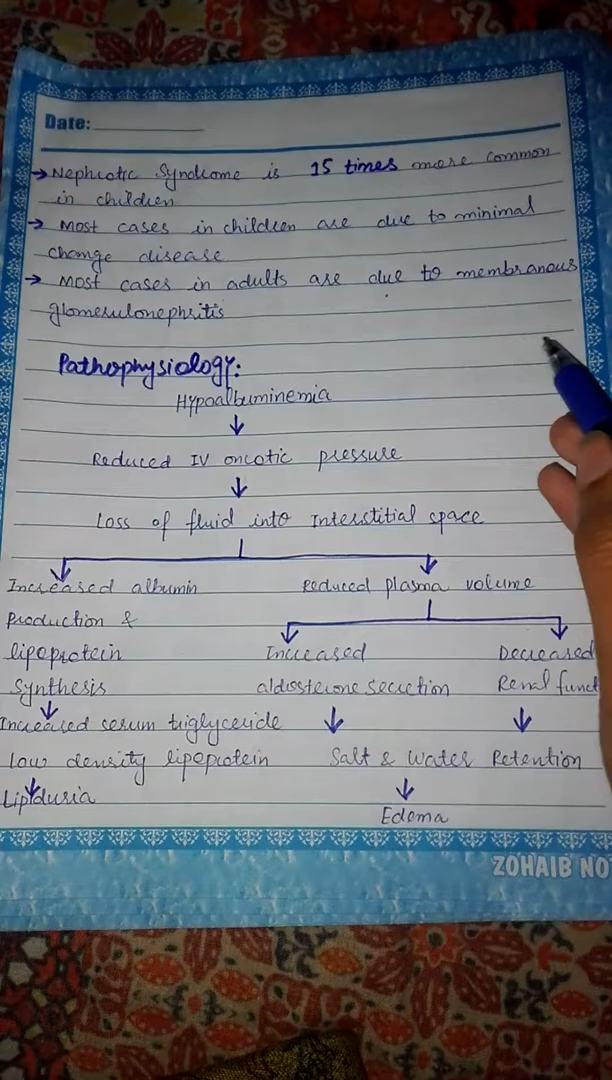 Date:
→ Nephrotic Syndrome is 15 times more common
in children
→ Most cases in children are due to minimal
change disease
→ Most cases in adults are due to membranous
glomerulonephritis
Pathophysiology:
Hypoalbuminemia
↓
Reduced IV oncotic pressure
↓
Loss of fluid into Interstitial space
Increased albumin
production &
lipoprotein
Synthesis
↓
Increased serum triglyceride
low density lipoprotein
↓
Lipiduria
Reduced plasma volume
Increased
aldosterone secretion
Decreased
Renal funct
↓ ↓
Salt & Water Retention
↓
Edema
ZOHAIB NO